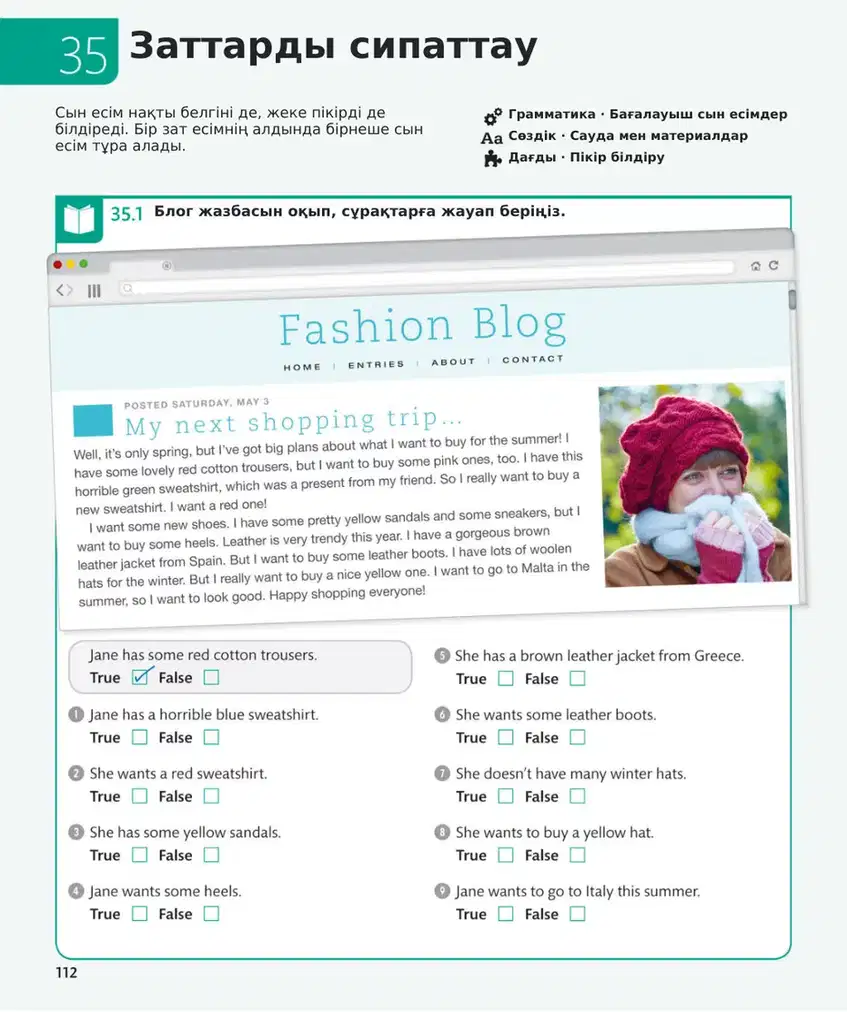 35
Заттарды сипаттау
Сын есім нақты белгіні де, жеке пікірді де
білдіреді. Бір зат есімнің алдында бірнеше сын
есім тұра алады.
Грамматика · Бағалауыш сын есімдер
Aa Сөздік · Сауда мен материалдар
Дағды · Пікір білдіру
35.1 Блог жазбасын оқып, сұрақтарға жауап беріңіз.
Fashion Blog
HOME | ENTRIES | ABOUT | CONTACT
POSTED SATURDAY, MAY 3
My next shopping trip...
Well, it's only spring, but I've got big plans about what I want to buy for the summer! I
have some lovely red cotton trousers, but I want to buy some pink ones, too. I have this
horrible green sweatshirt, which was a present from my friend. So I really want to buy a
new sweatshirt. I want a red one!
I want some new shoes. I have some pretty yellow sandals and some sneakers, but I
want to buy some heels. Leather is very trendy this year. I have a gorgeous brown
leather jacket from Spain. But I want to buy some leather boots. I have lots of woolen
hats for the winter. But I really want to buy a nice yellow one. I want to go to Malta in the
summer, so I want to look good. Happy shopping everyone!
Jane has some red cotton trousers.
True False
1 Jane has a horrible blue sweatshirt.
True False
2 She wants a red sweatshirt.
True False
3 She has some yellow sandals.
True False
4 Jane wants some heels.
True False
5 She has a brown leather jacket from Greece.
True False
6 She wants some leather boots.
True False
7 She doesn't have many winter hats.
True False
8 She wants to buy a yellow hat.
True False
9 Jane wants to go to Italy this summer.
True False
112